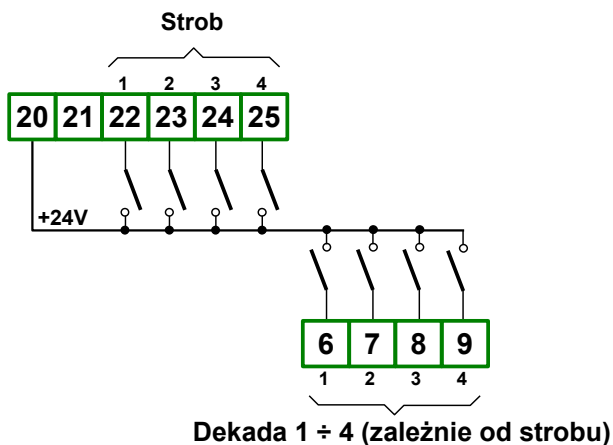 Strob
1 2 3 4
20 21 22 23 24 25
+24V
6 7 8 9
1 2 3 4
Dekada 1 ÷ 4 (zależnie od strobu)